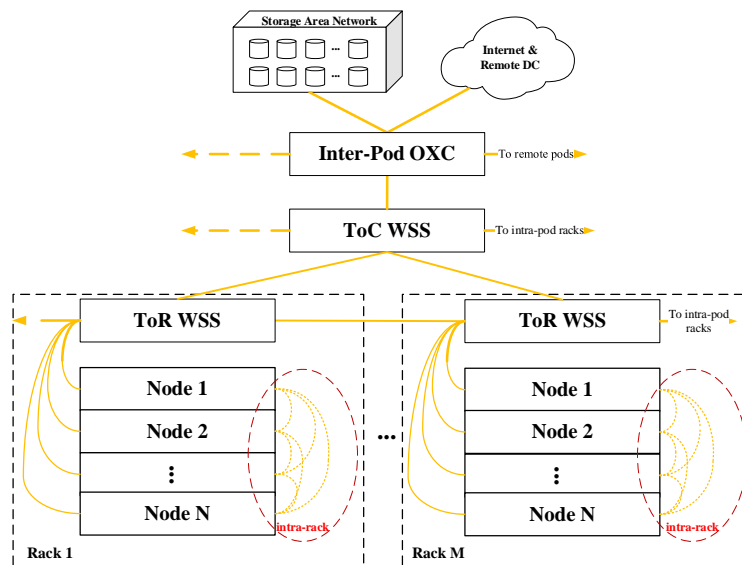 Storage Area Network
...
...
Internet &
Remote DC
Inter-Pod OXC
To remote pods
ToC WSS
To intra-pod racks
ToR WSS
ToR WSS
To intra-pod
racks
Node 1
Node 2
⋮
Node N
intra-rack
Rack 1
...
Node 1
Node 2
⋮
Node N
intra-rack
Rack M